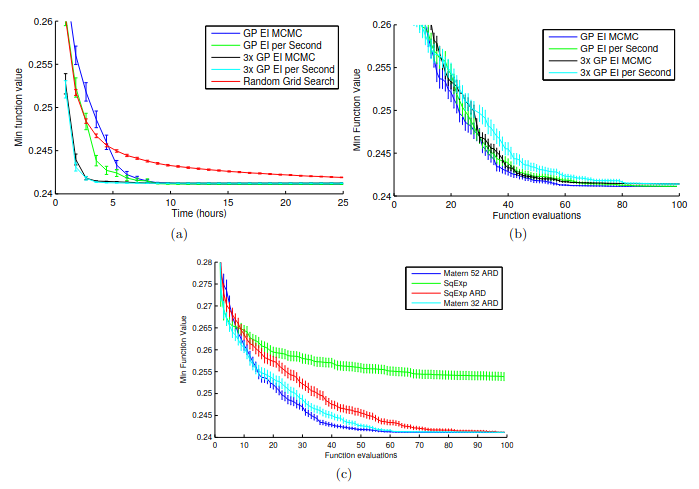 0.26
0.255
0.25
0.245
0.24
Min function value
0
5
10
15
20
25
Time (hours)
GP EI MCMC
GP EI per Second
3x GP EI MCMC
3x GP EI per Second
Random Grid Search
(a)
0.26
0.255
0.25
0.245
0.24
Min Function Value
0
20
40
60
80
100
Function evaluations
GP EI MCMC
GP EI per Second
3x GP EI MCMC
3x GP EI per Second
(b)
0.28
0.275
0.27
0.265
0.26
0.255
0.25
0.245
0.24
Min Function Value
0
10
20
30
40
50
60
70
80
90
100
Function evaluations
Matern 52 ARD
SqExp
SqExp ARD
Matern 32 ARD
(c)